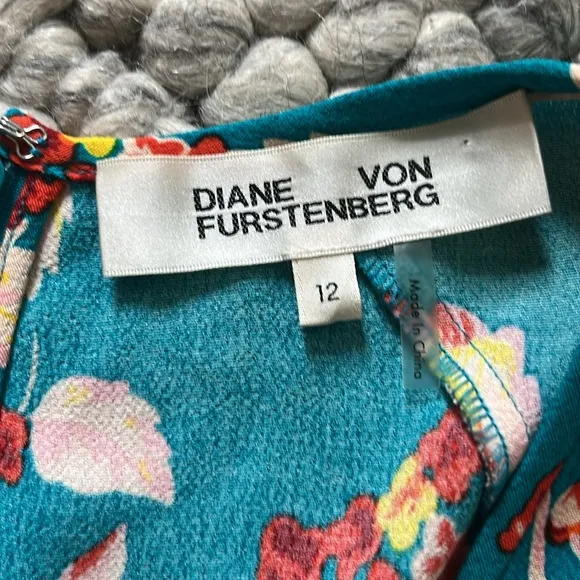 DIANE VON
FURSTENBERG
12
Made In China